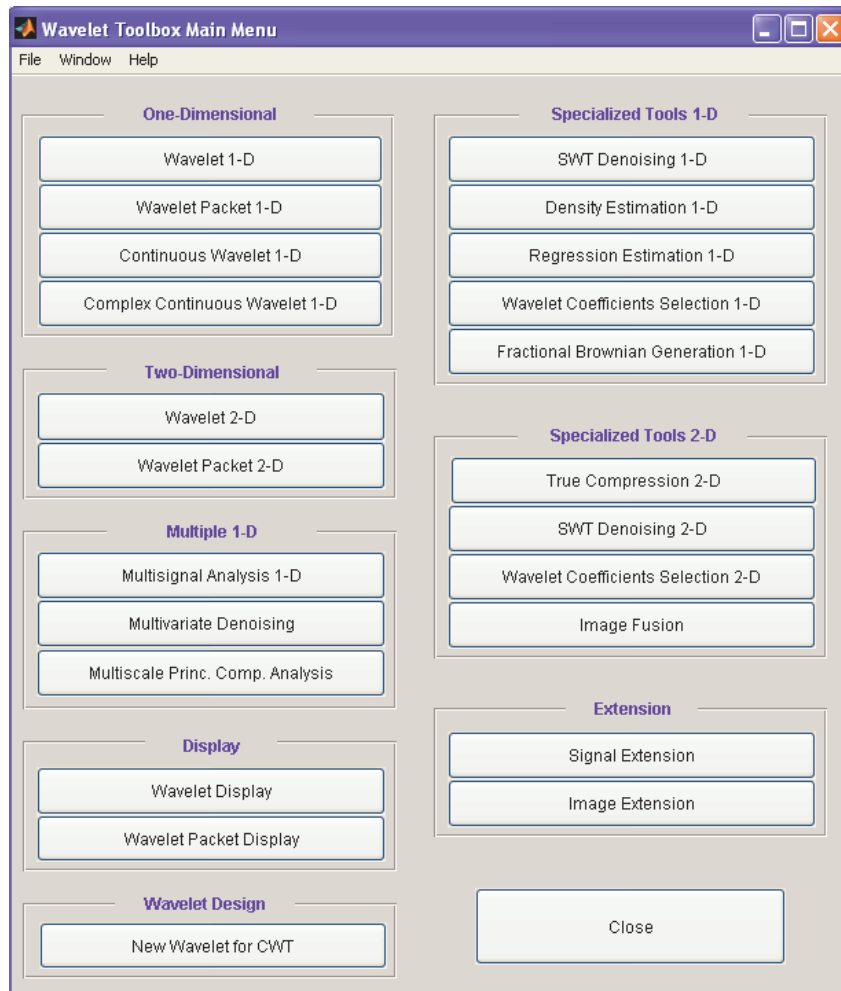 Wavelet Toolbox Main Menu
File Window Help
One-Dimensional
Wavelet 1-D
Wavelet Packet 1-D
Continuous Wavelet 1-D
Complex Continuous Wavelet 1-D
Two-Dimensional
Wavelet 2-D
Wavelet Packet 2-D
Multiple 1-D
Multisignal Analysis 1-D
Multivariate Denoising
Multiscale Princ. Comp. Analysis
Display
Wavelet Display
Wavelet Packet Display
Wavelet Design
New Wavelet for CWT
Specialized Tools 1-D
SWT Denoising 1-D
Density Estimation 1-D
Regression Estimation 1-D
Wavelet Coefficients Selection 1-D
Fractional Brownian Generation 1-D
Specialized Tools 2-D
True Compression 2-D
SWT Denoising 2-D
Wavelet Coefficients Selection 2-D
Image Fusion
Extension
Signal Extension
Image Extension
Close